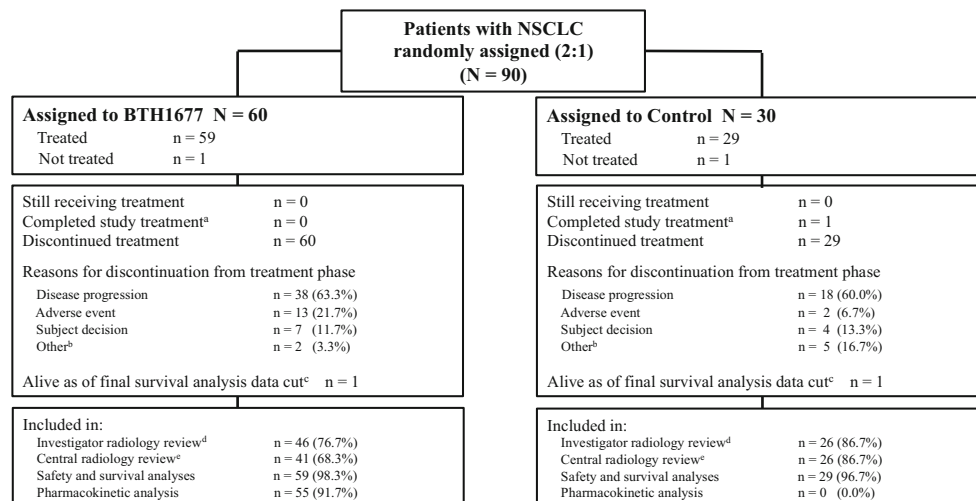 Patients with NSCLC
randomly assigned (2:1)
(N = 90)
Assigned to BTH1677 N = 60
Treated n = 59
Not treated n = 1
Still receiving treatment n = 0
Completed study treatmentᵃ n = 0
Discontinued treatment n = 60
Reasons for discontinuation from treatment phase
Disease progression n = 38 (63.3%)
Adverse event n = 13 (21.7%)
Subject decision n = 7 (11.7%)
Otherᵇ n = 2 (3.3%)
Alive as of final survival analysis data cutᶜ n = 1
Included in:
Investigator radiology reviewᵈ n = 46 (76.7%)
Central radiology reviewᵉ n = 41 (68.3%)
Safety and survival analyses n = 59 (98.3%)
Pharmacokinetic analysis n = 55 (91.7%)
Assigned to Control N = 30
Treated n = 29
Not treated n = 1
Still receiving treatment n = 0
Completed study treatmentᵃ n = 1
Discontinued treatment n = 29
Reasons for discontinuation from treatment phase
Disease progression n = 18 (60.0%)
Adverse event n = 2 (6.7%)
Subject decision n = 4 (13.3%)
Otherᵇ n = 5 (16.7%)
Alive as of final survival analysis data cutᶜ n = 1
Included in:
Investigator radiology reviewᵈ n = 26 (86.7%)
Central radiology reviewᵉ n = 26 (86.7%)
Safety and survival analyses n = 29 (96.7%)
Pharmacokinetic analysis n = 0 (0.0%)